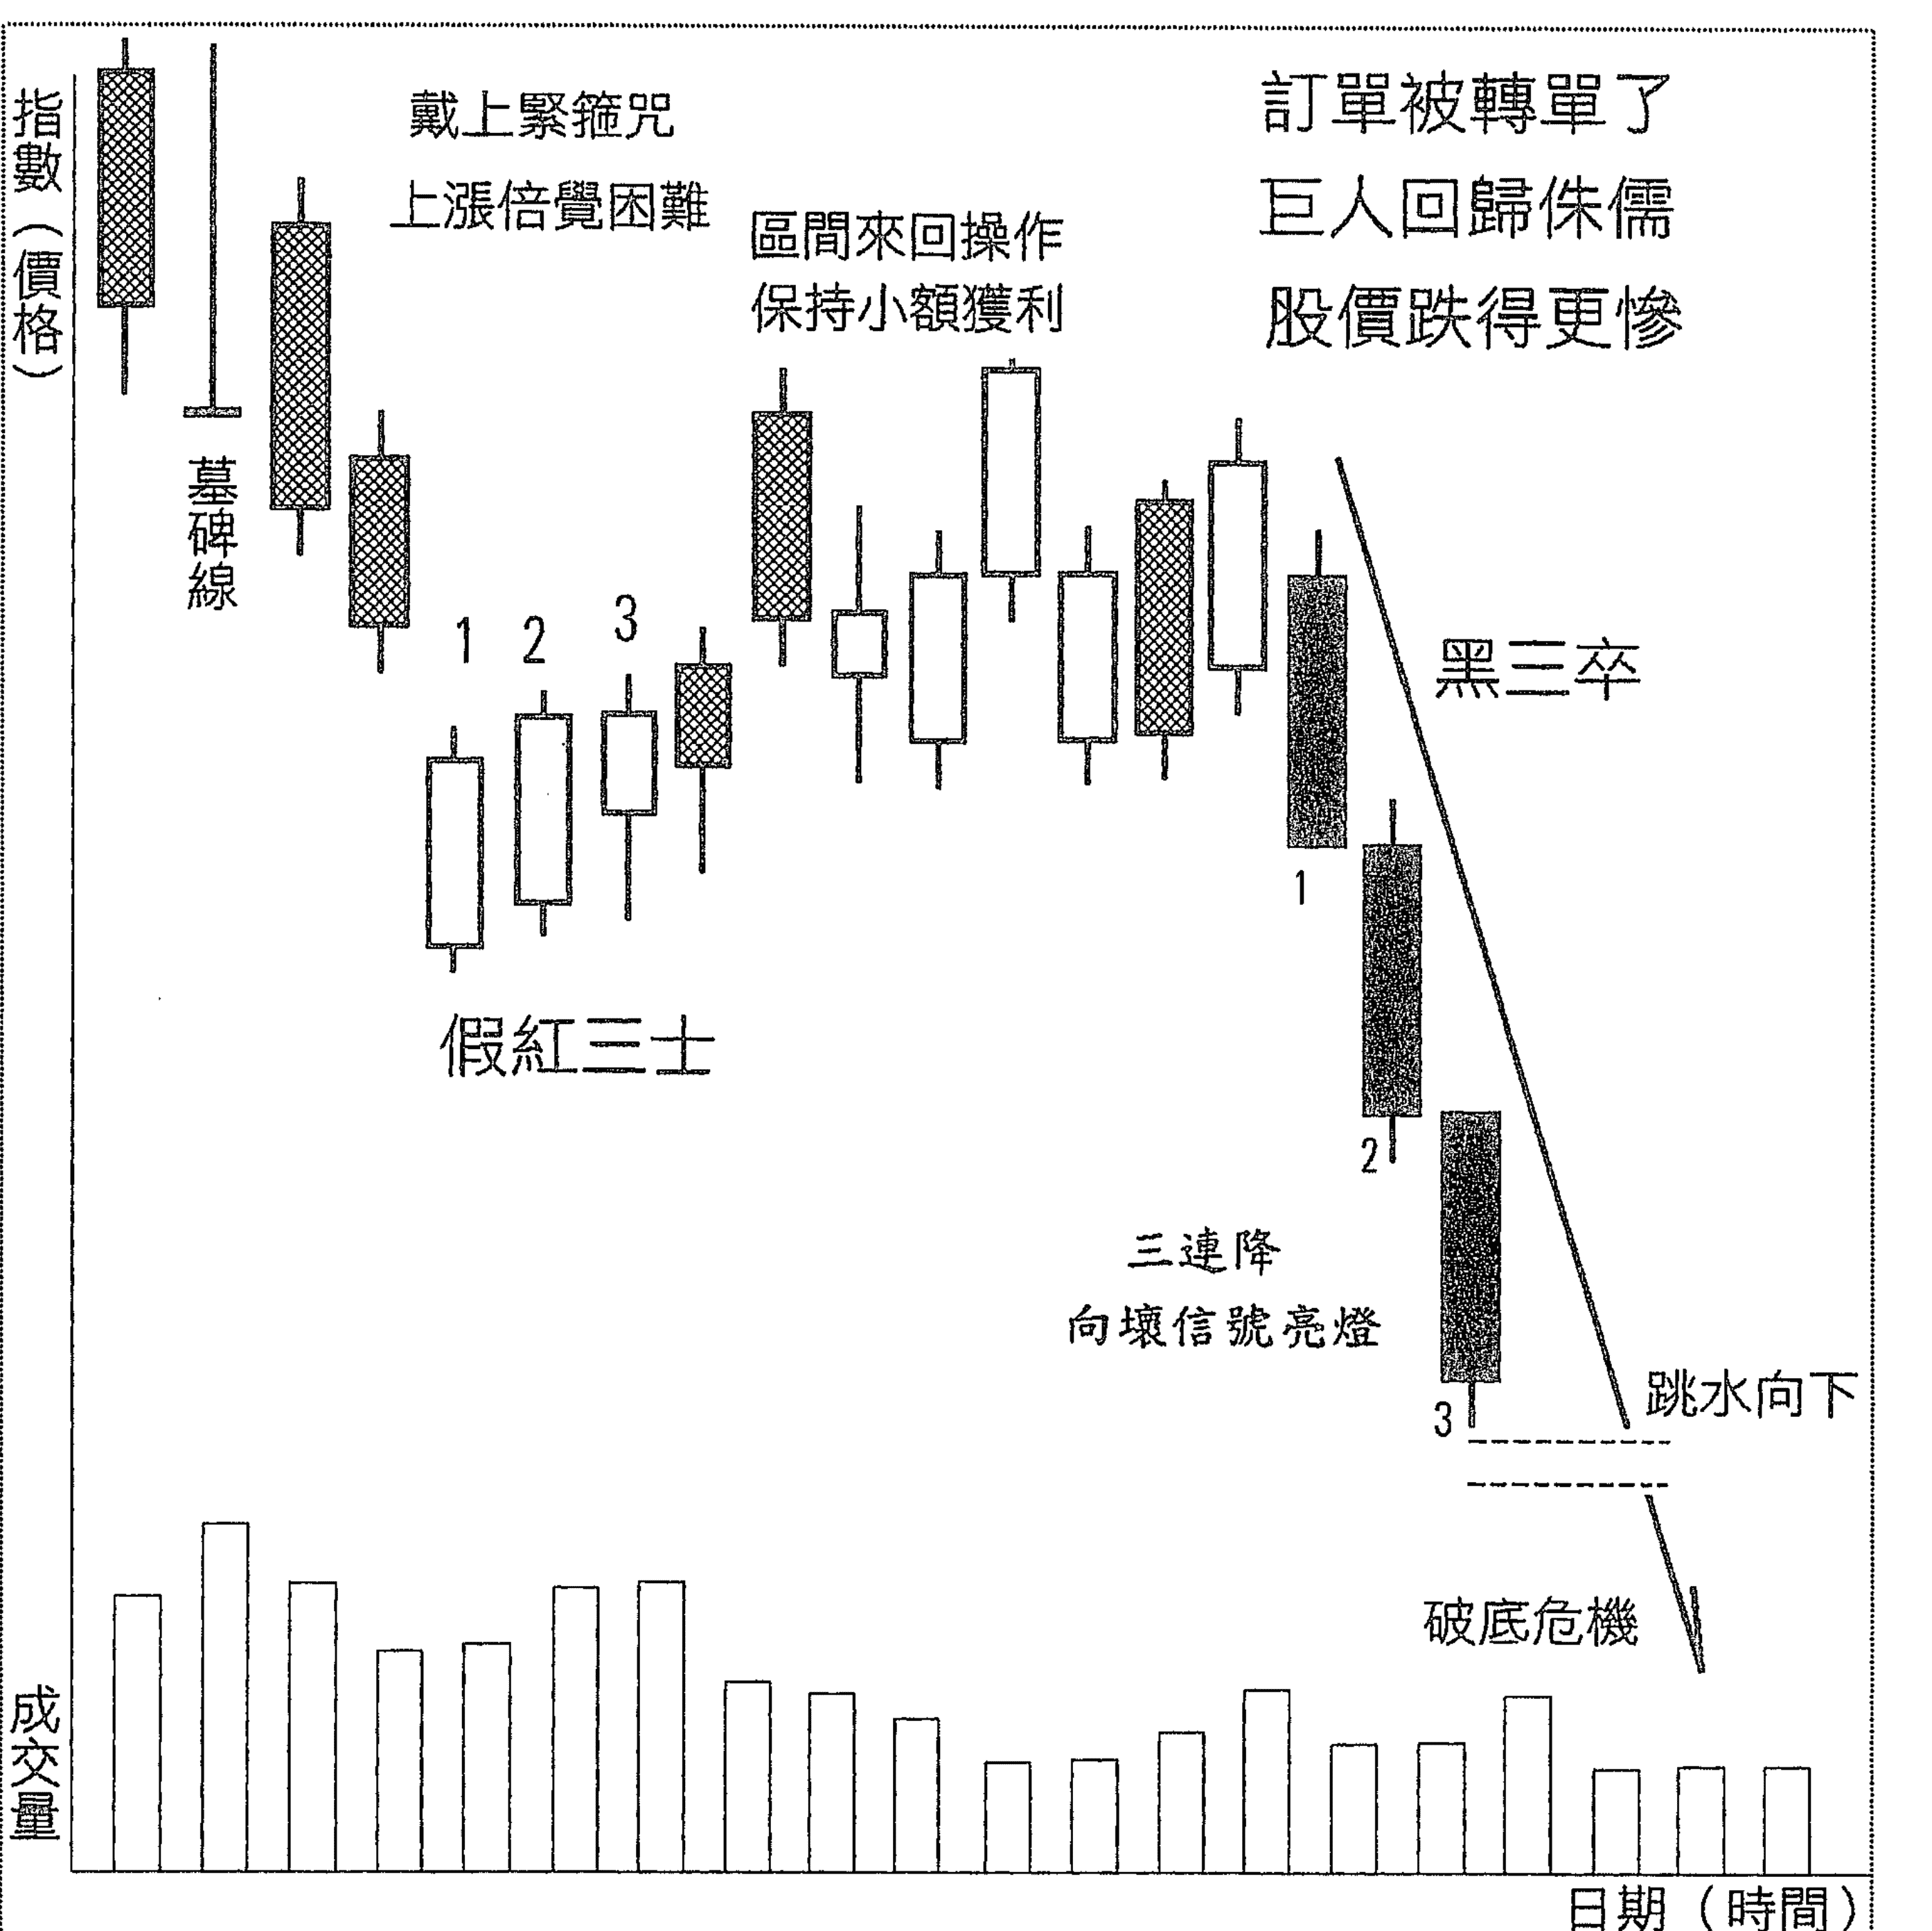 指數（價格）
戴上緊箍咒
上漲倍覺困難
區間來回操作
保持小額獲利
訂單被轉單了
巨人回歸侏儒
股價跌得更慘
墓碑線
1
2
3
假紅三士
黑三卒
1
2
3
三連降
向壞信號亮燈
跳水向下
破底危機
成交量
日期（時間）